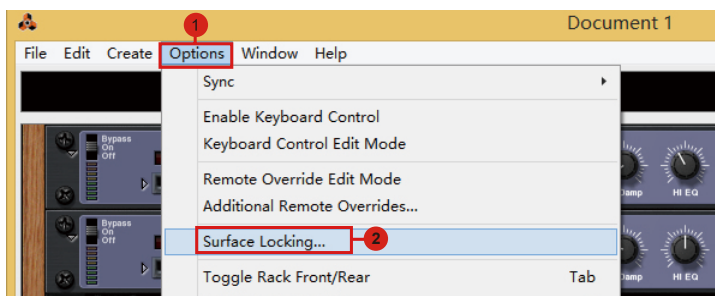 1
Document 1
File Edit Create Options Window Help
Sync
Enable Keyboard Control
Keyboard Control Edit Mode
Remote Override Edit Mode
Additional Remote Overrides...
Surface Locking... 2
Toggle Rack Front/Rear Tab
Bypass
On
Off
Damp HI EQ
Bypass
On
Off
Damp HI EQ